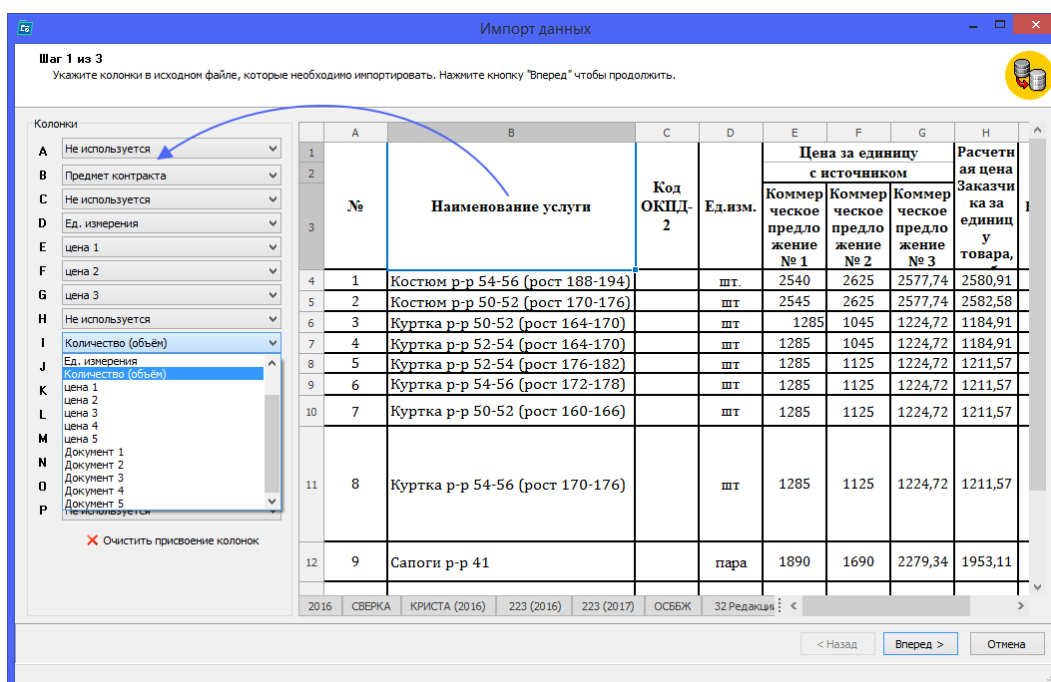 Импорт данных
Шаг 1 из 3
Укажите колонки в исходном файле, которые необходимо импортировать. Нажмите кнопку "Вперед" чтобы продолжить.
Колонки
A Не используется
B Предмет контракта
C Не используется
D Ед. измерения
E цена 1
F цена 2
G цена 3
H Не используется
I Количество (объём)
J
K
L
M
N
O
P Не используется
Ед. измерения
Количество (объём)
цена 1
цена 2
цена 3
цена 4
цена 5
Документ 1
Документ 2
Документ 3
Документ 4
Документ 5
Очистить присвоение колонок
A B C D E F G H
1
2
3
№
Наименование услуги
Код
ОКПД-
2
Ед.изм.
Цена за единицу
с источником
Коммер
ческое
предло
жение
№ 1
Коммер
ческое
предло
жение
№ 2
Коммер
ческое
предло
жение
№ 3
Расчетн
ая цена
Заказчи
ка за
единиц
у
товара,
4 1 Костюм р-р 54-56 (рост 188-194) шт. 2540 2625 2577,74 2580,91
5 2 Костюм р-р 50-52 (рост 170-176) шт 2545 2625 2577,74 2582,58
6 3 Куртка р-р 50-52 (рост 164-170) шт 1285 1045 1224,72 1184,91
7 4 Куртка р-р 52-54 (рост 164-170) шт 1285 1045 1224,72 1184,91
8 5 Куртка р-р 52-54 (рост 176-182) шт 1285 1125 1224,72 1211,57
9 6 Куртка р-р 54-56 (рост 172-178) шт 1285 1125 1224,72 1211,57
10 7 Куртка р-р 50-52 (рост 160-166) шт 1285 1125 1224,72 1211,57
11 8 Куртка р-р 54-56 (рост 170-176) шт 1285 1125 1224,72 1211,57
12 9 Сапоги р-р 41 пара 1890 1690 2279,34 1953,11
2016 СВЕРКА КРИСТА (2016) 223 (2016) 223 (2017) ОСББЖ 32 Редакци
< Назад Вперед > Отмена